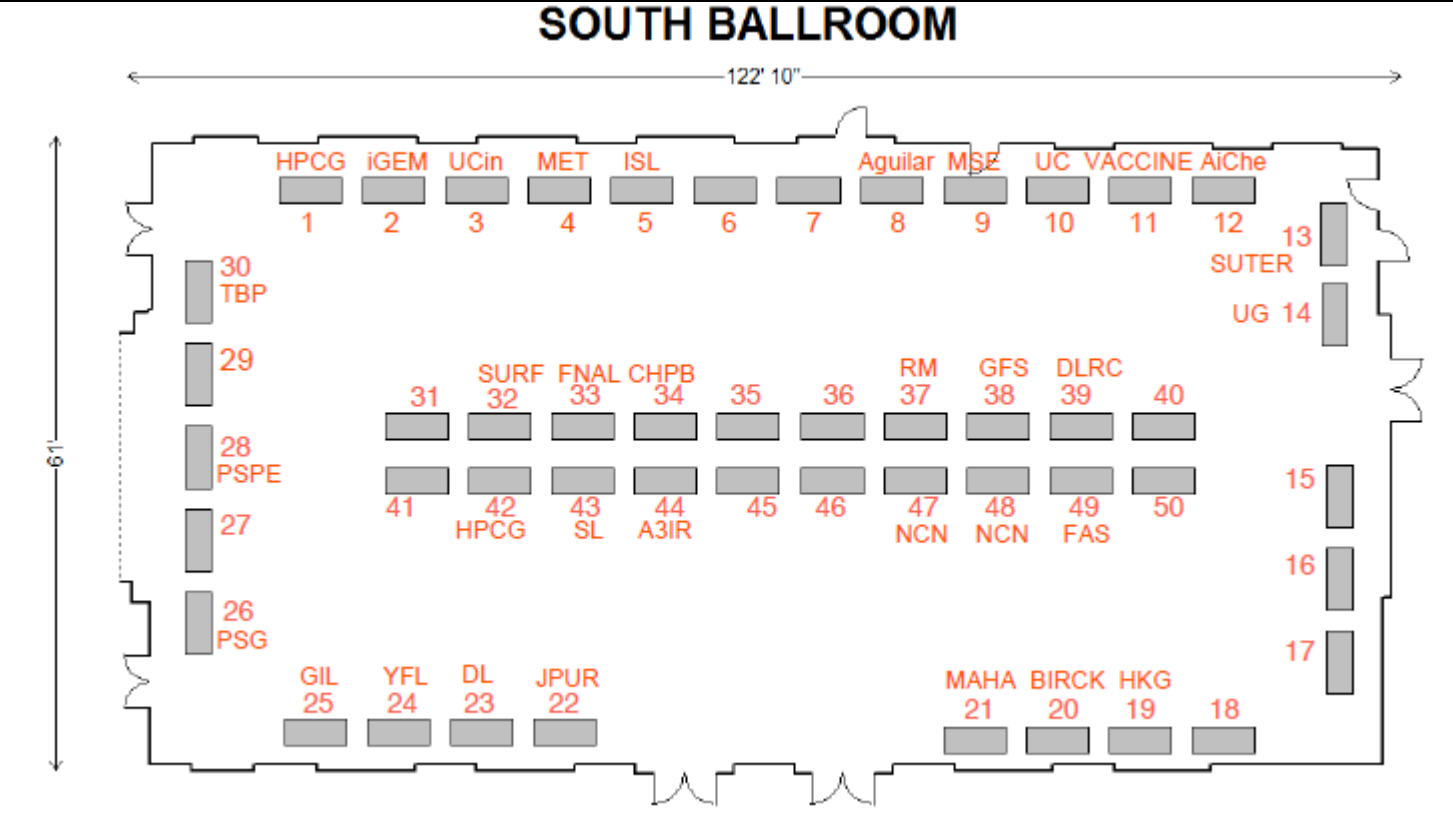 SOUTH BALLROOM
122' 10"
HPCG iGEM UCin MET ISL Aguilar MSE UC VACCINE AiChe
1 2 3 4 5 6 7 8 9 10 11 12
13
SUTER
30
TBP
UG 14
29
SURF FNAL CHPB RM GFS DLRC
31 32 33 34 35 36 37 38 39 40
61'
28
PSPE
15
41 42 43 44 45 46 47 48 49 50
HPCG SL A3IR NCN NCN FAS
27
16
26
PSG
17
GIL YFL DL JPUR MAHA BIRCK HKG
25 24 23 22 21 20 19 18